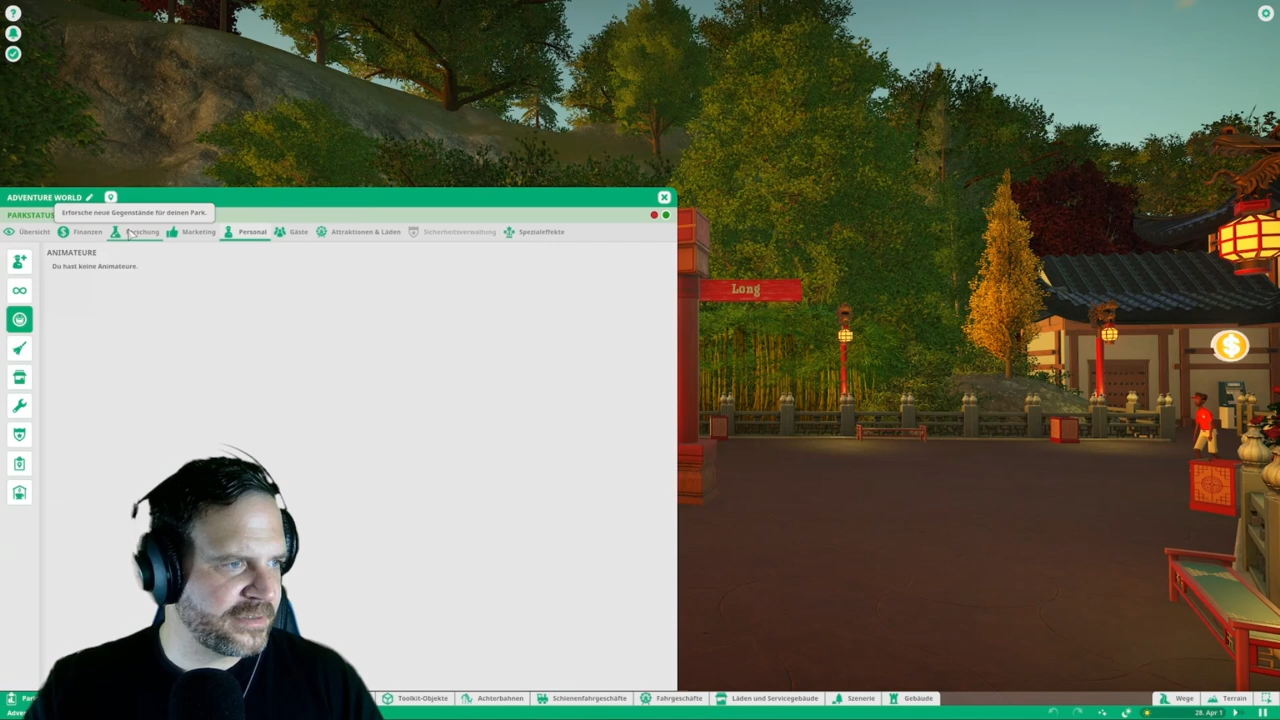 ADVENTURE WORLD
PARKSTATUS
Erforsche neue Gegenstände für deinen Park.
Übersicht
Finanzen
Forschung
Marketing
Personal
Gäste
Attraktionen & Läden
Sicherheitsverwaltung
Spezialeffekte
ANIMATEURE
Du hast keine Animateure.
Long
Toolkit-Objekte
Achterbahnen
Schienenfahrgeschäfte
Fahrgeschäfte
Läden und Servicegebäude
Szenerie
Gebäude
Wege
Terrain
28. Apr 1